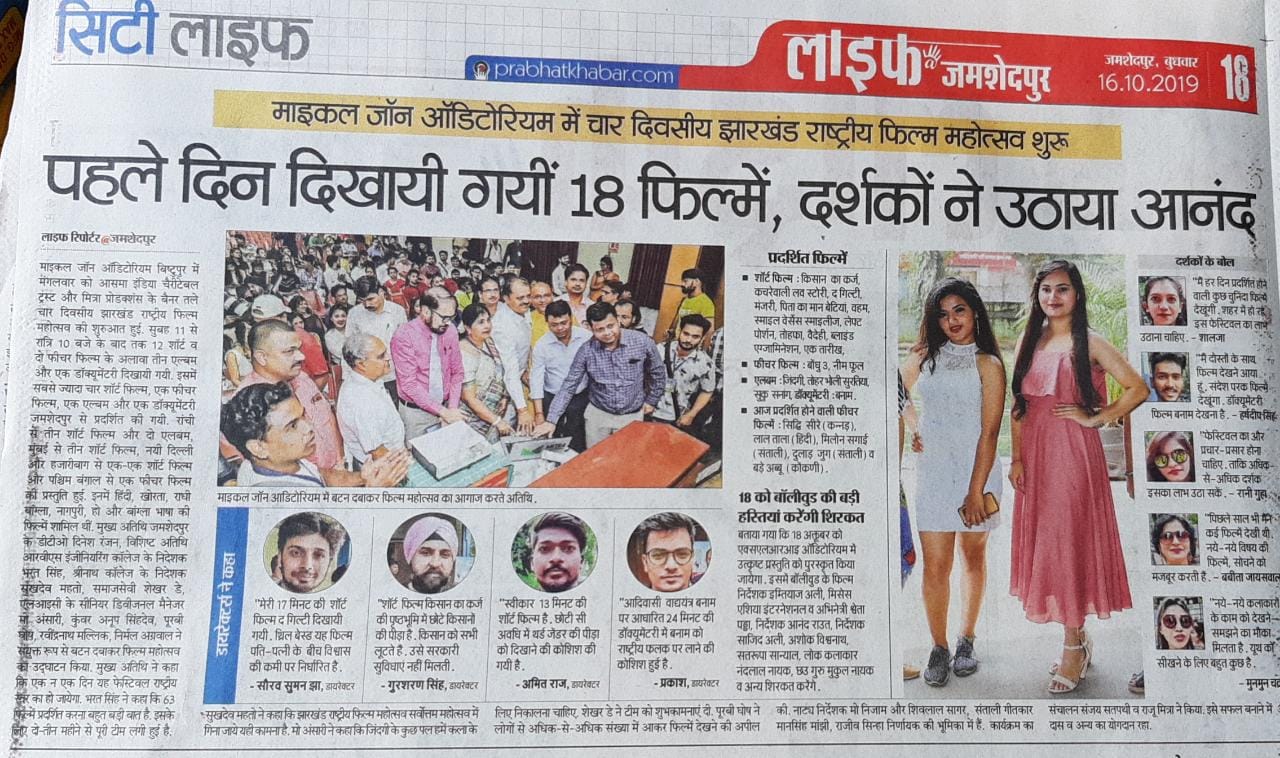 सिटी लाइफ
prabhatkhabar.com
लाइफ @ जमशेदपुर
जमशेदपुर, बुधवार
16.10.2019
माइकल जॉन ऑडिटोरियम में चार दिवसीय झारखंड राष्ट्रीय फिल्म महोत्सव शुरू
पहले दिन दिखायी गयीं 18 फिल्में, दर्शकों ने उठाया आनंद
लाइफ रिपोर्टर@जमशेदपुर
माइकल जॉन ऑडिटोरियम बिष्टुपुर में
मंगलवार को आसमा इंडिया चैरीटेबल
ट्रस्ट और मित्रा प्रोडक्शंस के बैनर तले
चार दिवसीय झारखंड राष्ट्रीय फिल्म
महोत्सव की शुरुआत हुई. सुबह 11 से
रात्रि 10 बजे के बाद तक 12 शॉर्ट व
दो फीचर फिल्म के अलावा तीन एल्बम
और एक डॉक्यूमेंटरी दिखायी गयी. इसमें
सबसे ज्यादा चार शॉर्ट फिल्म, एक फीचर
फिल्म, एक एल्बम और एक डॉक्यूमेंटरी
जमशेदपुर से प्रदर्शित की गयी. रांची
से तीन शॉर्ट फिल्म और दो एलबम,
मुंबई से तीन शॉर्ट फिल्म, नयी दिल्ली
और हजारीबाग से एक-एक शॉर्ट फिल्म
और पश्चिम बंगाल से एक फीचर फिल्म
की प्रस्तुति हुई. इनमें हिंदी, खोरठा, राधी
बांग्ला, नागपुरी, हो और बांग्ला भाषा की
फिल्में शामिल थीं. मुख्य अतिथि जमशेदपुर
के डीटीओ दिनेश रंजन, विशिष्ट अतिथि
आरवीएस इंजीनियरिंग कॉलेज के निदेशक
भरत सिंह, श्रीनाथ कॉलेज के निदेशक
सुखदेव महतो, समाजसेवी शेखर डे,
एलआइसी के सीनियर डिवीजनल मैनेजर
मो. अंसारी, कुंवर अनूप सिंहदेव, पूरबी
घोष, रवींद्रनाथ मल्लिक, निर्मल अग्रवाल ने
संयुक्त रूप से बटन दबाकर फिल्म महोत्सव
का उद्घाटन किया. मुख्य अतिथि ने कहा
कि एक न एक दिन यह फेस्टिवल राष्ट्रीय
स्तर का हो जायेगा. भरत सिंह ने कहा कि 63
फिल्में प्रदर्शित करना बहुत बड़ी बात है. इसके
लिए दो-तीन महीने से पूरी टीम लगी हुई है.
माइकल जॉन आडिटोरियम में बटन दबाकर फिल्म महोत्सव का आगाज करते अतिथि.
डायरेक्टर्स ने कहा
"मेरी 17 मिनट की शॉर्ट
फिल्म द गिल्टी दिखायी
गयी. थ्रिल बेस्ड यह फिल्म
पति-पत्नी के बीच विश्वास
की कमी पर निर्धारित है.
- सौरव सुमन झा, डायरेक्टर
"शॉर्ट फिल्म किसान का कर्ज
की पृष्ठभूमि में छोटे किसानों
की पीड़ा है. किसान को सभी
लूटते है. उसे सरकारी
सुविधाएं नहीं मिलती.
- गुरशरण सिंह, डायरेक्टर
"स्वीकार 13 मिनट की
शॉर्ट फिल्म है. छोटी सी
अवधि में थर्ड जेंडर की पीड़ा
को दिखाने की कोशिश की
गयी है.
- अमित राज, डायरेक्टर
"आदिवासी वाद्ययंत्र बनाम
पर आधारित 24 मिनट की
डॉक्यूमेंटरी में बनाम को
राष्ट्रीय फलक पर लाने की
कोशिश हुई है.
- प्रकाश, डायरेक्टर
प्रदर्शित फिल्में
शॉर्ट फिल्म : किसान का कर्ज,
कचरेवाली लव स्टोरी, द गिल्टी,
मंजरी, पिता का मान बेटियां, वहम,
स्माइल वर्सेस स्माइलीज, लेफ्ट
पोर्शन, तोहफा, वैदेही, ब्लाइंड
एग्जामिनेशन, एक तारीख,
फीचर फिल्म : बोंधु 3, नीम फूल
एलबम : जिंदगी, तोहर भोली सुरतिया,
डॉक्यूमेंटरी : बनाम.
आज प्रदर्शित होने वाली फीचर
फिल्में : सिद्धि सीरे (कन्नड़),
लाल ताला (हिंदी), मिलोन सगाई
(संताली), दुलाड़ जुग (संताली) व
बड़े अब्बू (कोंकणी).
18 को बॉलीवुड की बड़ी
हस्तियां करेंगी शिरकत
बताया गया कि 18 अक्तूबर को
एक्सएलआरआइ ऑडिटोरियम में
उत्कृष्ट प्रस्तुति को पुरस्कृत किया
जायेगा. इसमें बॉलीवुड के फिल्म
निर्देशक इम्तियाज अली, मिसेस
एशिया इंटरनेशनल व अभिनेत्री श्वेता
निर्देशक आनंद राउत, निर्देशक
साजिद अली, अशोक विश्वनाथ,
सतरूपा सान्याल, लोक कलाकार
नंदलाल नायक, छऊ गुरु मुकुल नायक
व अन्य शिरकत करेंगे.
दर्शकों के बोल
"मैं हर दिन प्रदर्शित होने
वाली कुछ चुनिंदा फिल्में
देखूंगी. शहर में हो रहे
इस फेस्टिवल का लाभ
उठाना चाहिए. - शालजा
"मैं दोस्तों के साथ
फिल्म देखने आया
हूं. संदेश परक फिल्में
देखूंगा.
फिल्म बनाम देखना है. - हर्षदीप सिंह
"फेस्टिवल का और
प्रचार-प्रसार होना
चाहिए. ताकि अधिक-
से-अधिक दर्शक
इसका लाभ उठा सके. - रानी गुह
"पिछले साल भी मैंने
कई फिल्में देखी थी.
नये-नये विषय की
फिल्में, सोचने को
मजबूर करती है. - बबीता जायसवाल
"नये-नये कलाकारों
के काम को देखने-
समझने का मौका
मिलता है. यूथ को
सीखने के लिए बहुत कुछ है.
- मुनमुन
सुखदेव महतो ने कहा कि झारखंड राष्ट्रीय फिल्म महोत्सव सर्वोत्तम महोत्सव में
गिना जाये यही कामना है. मो अंसारी ने कहा कि जिंदगी के कुछ पल हमें कला के
लिए निकालना चाहिए. शेखर डे ने टीम को शुभकामनाएं दी. पूरबी घोष ने
लोगों से अधिक-से-अधिक संख्या में आकर फिल्में देखने की अपील
की. नाट्य निर्देशक मो निजाम और शिवलाल सागर, संताली गीतकार
मानसिंह मांझी, राजीव सिन्हा निर्णायक की भूमिका में हैं. कार्यक्रम का
संचालन संजय सतपथी व राजू मित्रा ने किया. इसे सफल बनाने में
दास व अन्य का योगदान रहा.